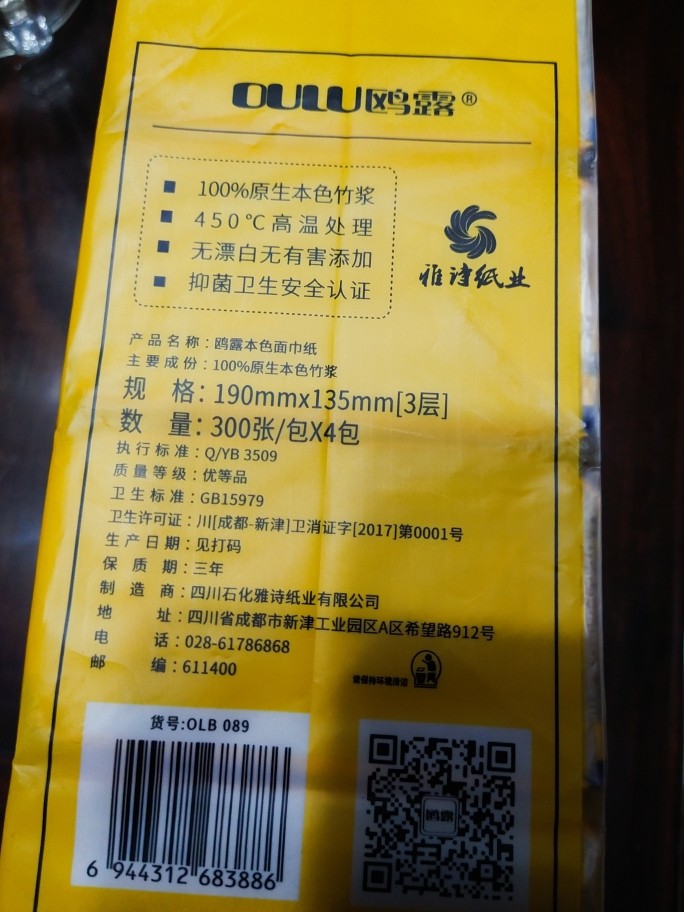 OULU鸥露®
■ 100%原生本色竹浆
■ 450℃高温处理
■ 无漂白无有害添加
■ 抑菌卫生安全认证
雅诗纸业
产品名称：鸥露本色面巾纸
主要成份：100%原生本色竹浆
规 格：190mmx135mm[3层]
数 量：300张/包X4包
执行标准：Q/YB 3509
质量等级：优等品
卫生标准：GB15979
卫生许可证：川[成都-新津]卫消证字[2017]第0001号
生产日期：见打码
保 质 期：三年
制 造 商：四川石化雅诗纸业有限公司
地 址：四川省成都市新津工业园区A区希望路912号
电 话：028-61786868
邮 编：611400
请保持环境清洁
货号:OLB 089
6 944312 683886
鸥露